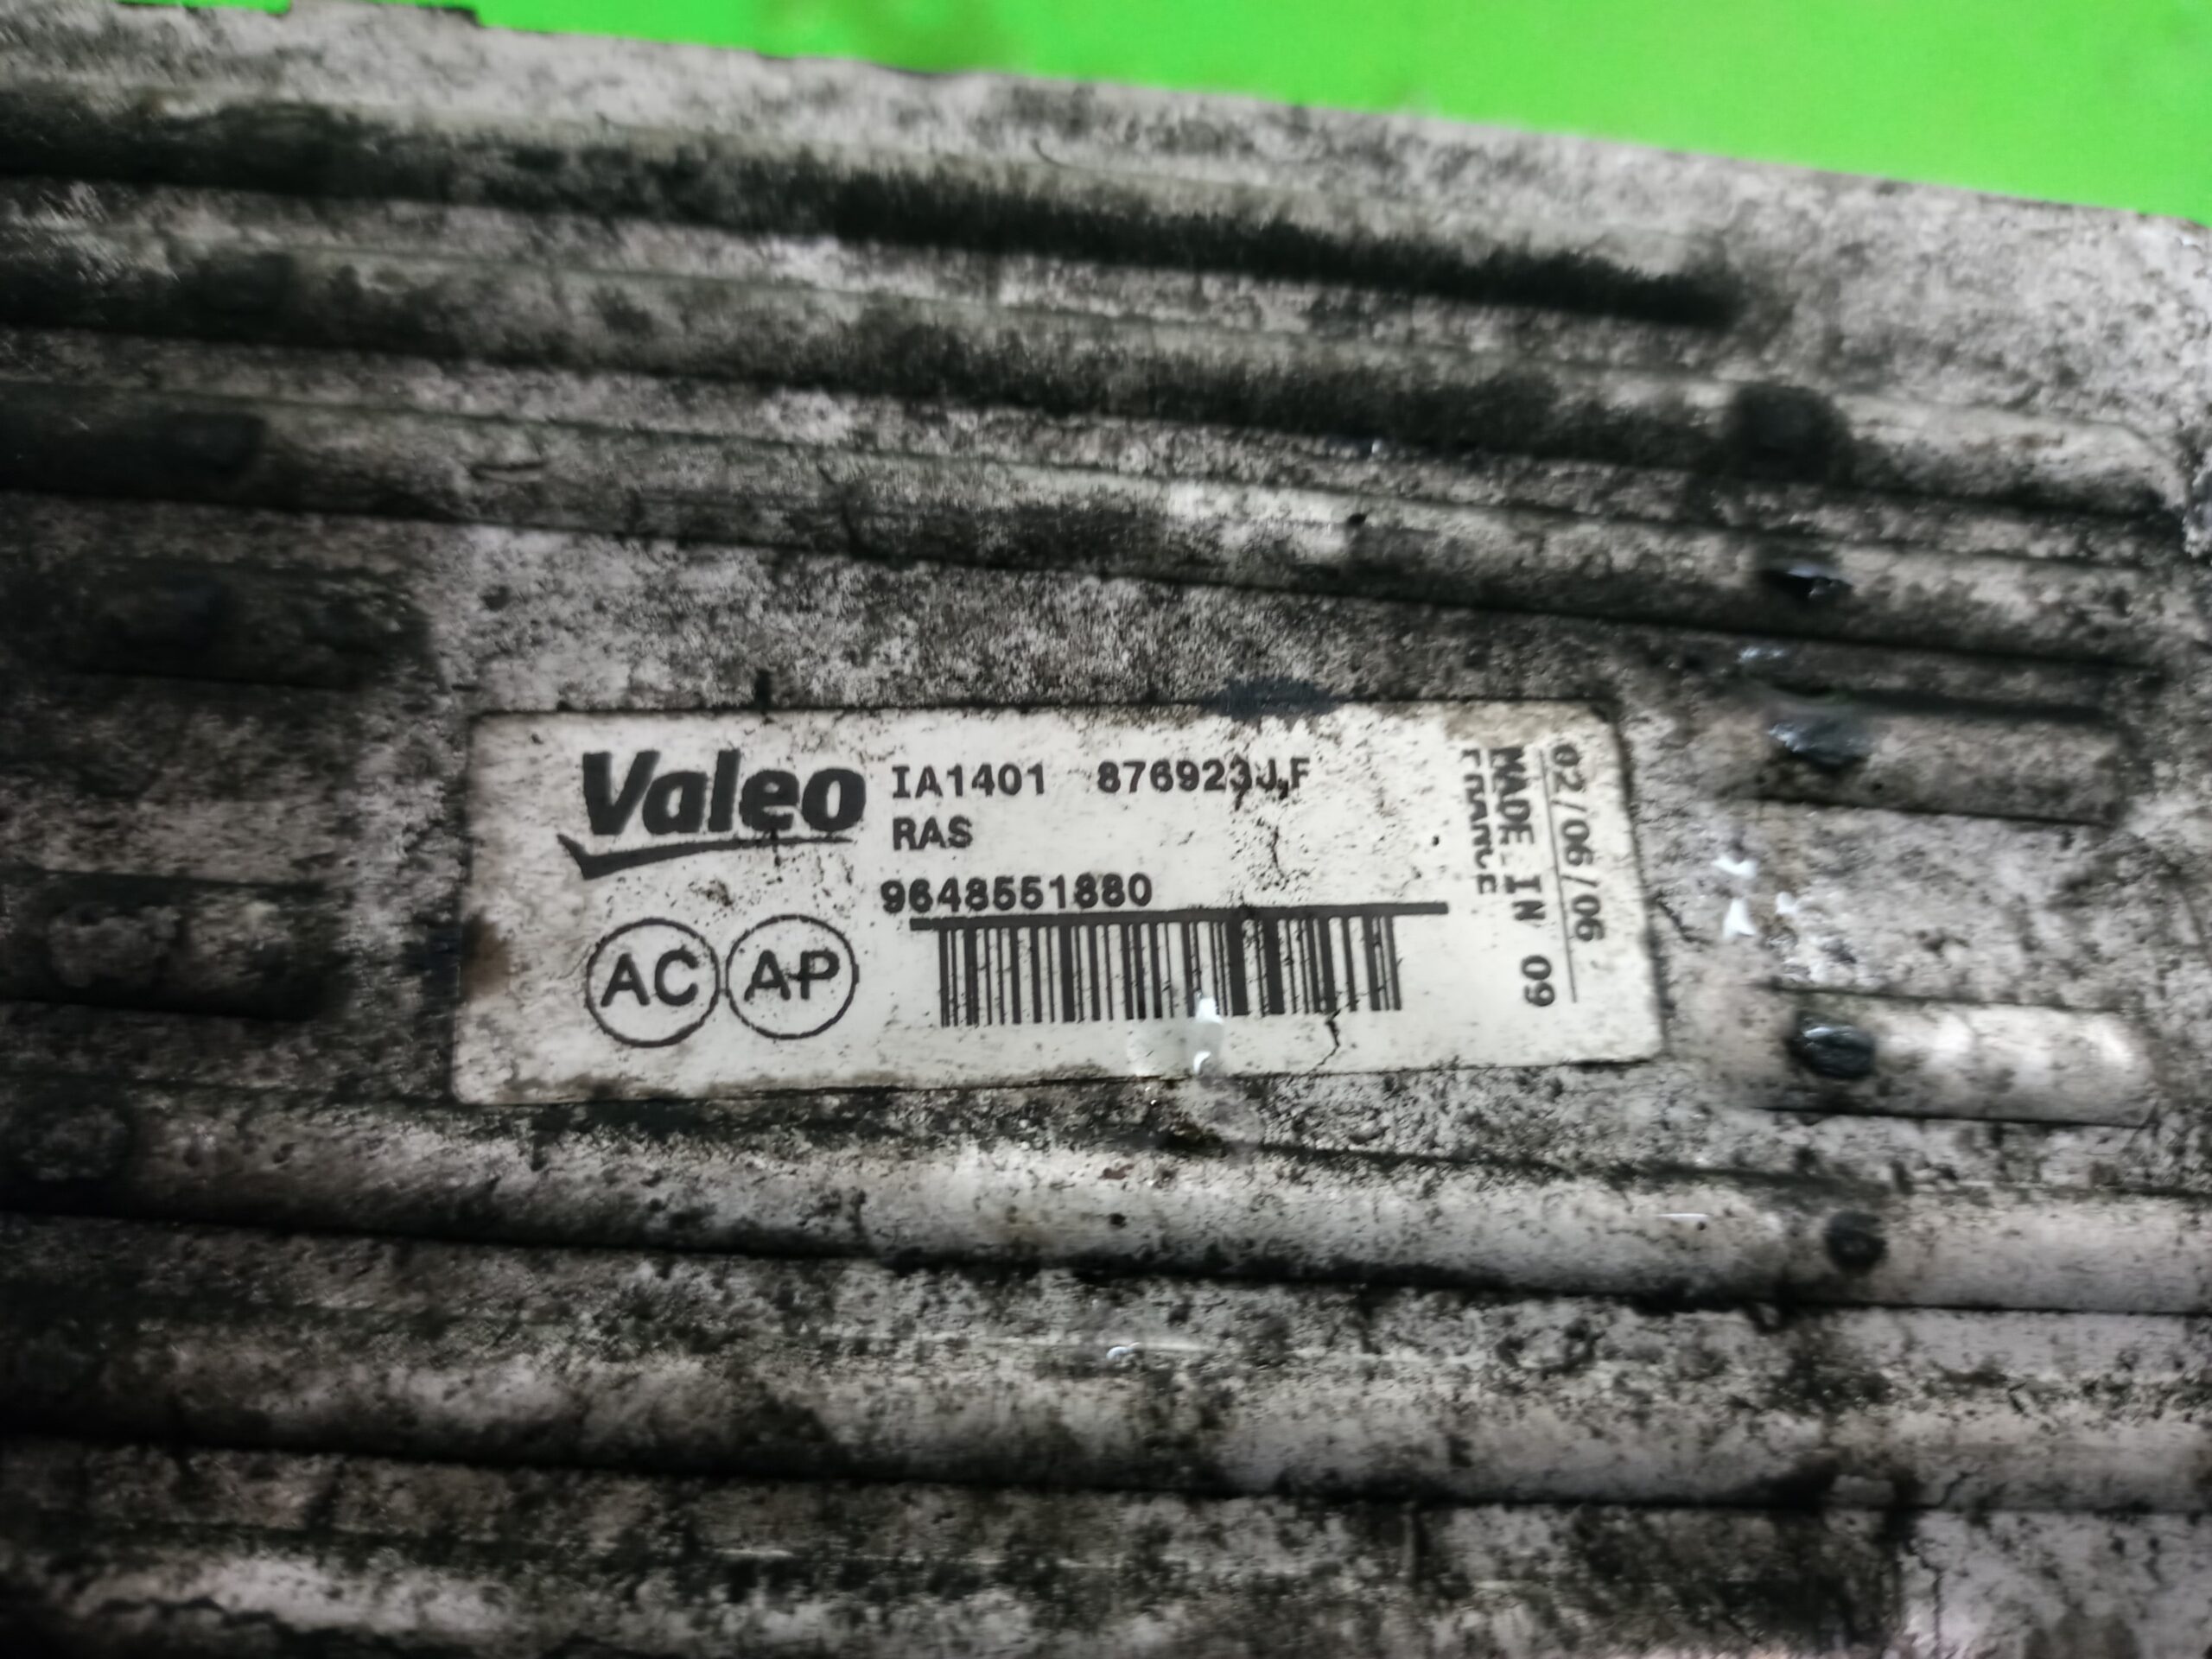 Valeo
IA1401 876923J,F
RAS
9648551880
AC AP
02/06/06
MADE IN 09
FRANCE